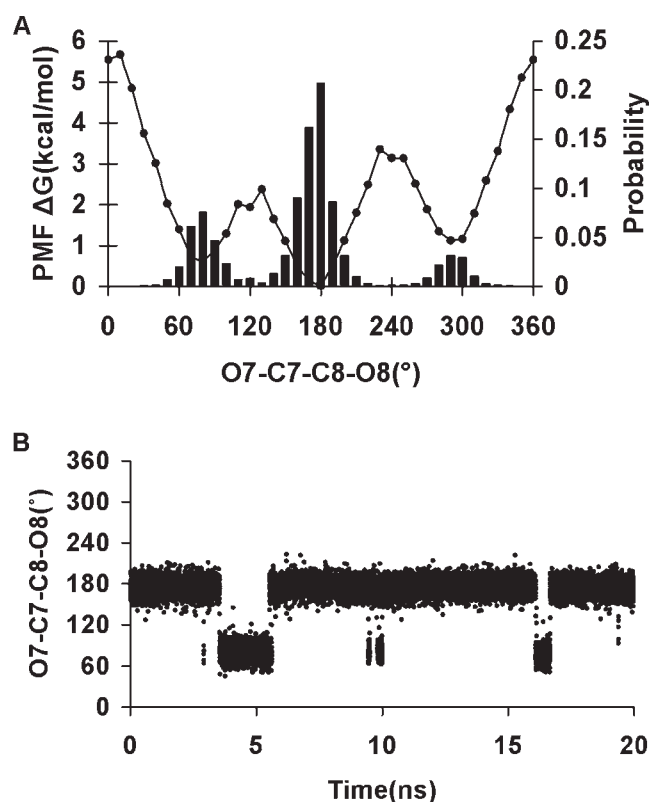 A
PMF ΔG(kcal/mol)
6
5
4
3
2
1
0
0.25
0.2
0.15
0.1
0.05
0
Probability
0 60 120 180 240 300 360
O7-C7-C8-O8(°)
B
O7-C7-C8-O8(°)
360
300
240
180
120
60
0
0 5 10 15 20
Time(ns)